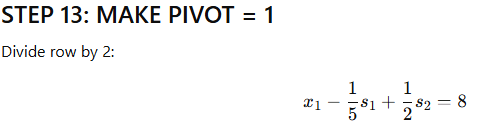 STEP 13: MAKE PIVOT = 1
Divide row by 2:
x₁ − 1/5 s₁ + 1/2 s₂ = 8